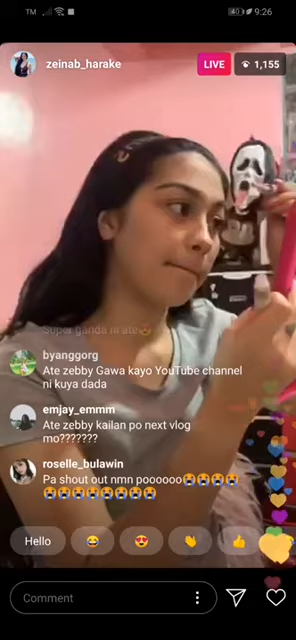 TM
9:26
zeinab_harake
LIVE
1,155
Super ganda ni ate😍
byanggorg
Ate zebby Gawa kayo YouTube channel
ni kuya dada
emjay_emmm
Ate zebby kailan po next vlog
mo???????
roselle_bulawin
Pa shout out nmn poooooo😭😭😭😭
😭😭😭😭😭😭😭😭
Hello
Comment